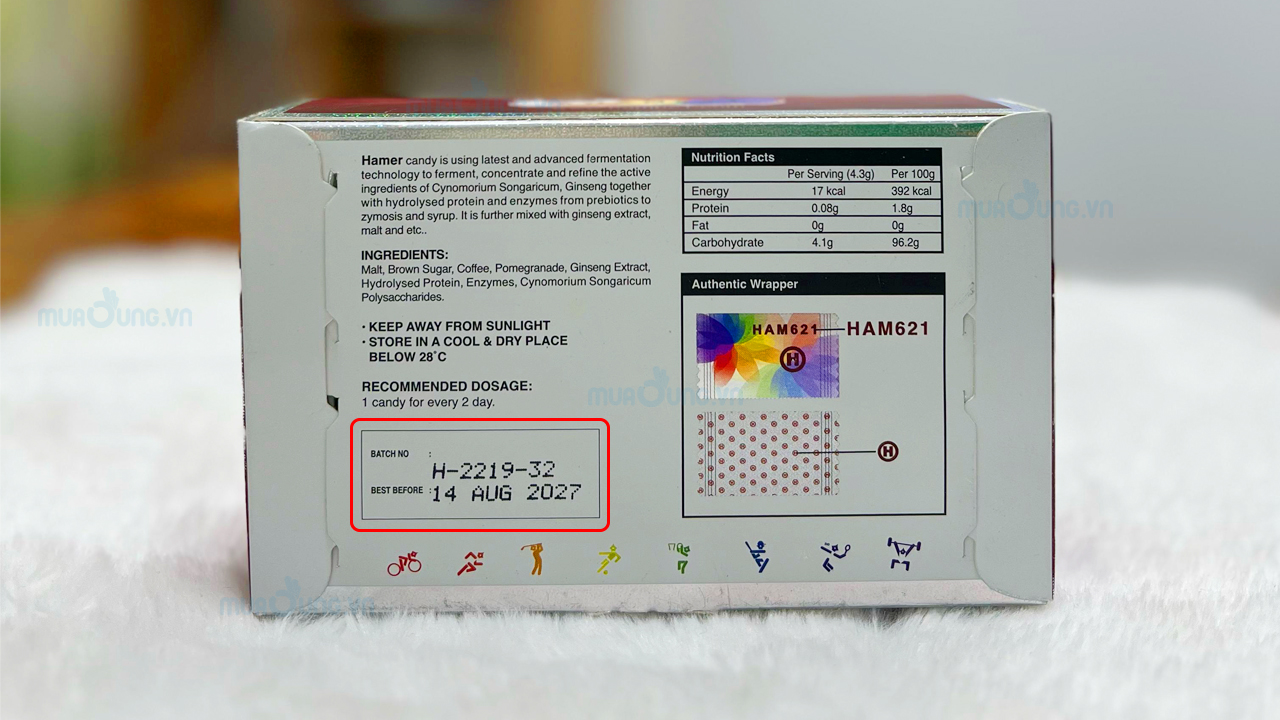 Hamer candy is using latest and advanced fermentation
technology to ferment, concentrate and refine the active
ingredients of Cynomorium Songaricum, Ginseng together
with hydrolysed protein and enzymes from prebiotics to
zymosis and syrup. It is further mixed with ginseng extract,
malt and etc..
INGREDIENTS:
Malt, Brown Sugar, Coffee, Pomegranade, Ginseng Extract,
Hydrolysed Protein, Enzymes, Cynomorium Songaricum
Polysaccharides.
· KEEP AWAY FROM SUNLIGHT
· STORE IN A COOL & DRY PLACE
BELOW 28°C
RECOMMENDED DOSAGE:
1 candy for every 2 day.
BATCH NO :
H-2219-32
BEST BEFORE : 14 AUG 2027
Nutrition Facts
Per Serving (4.3g) Per 100g
Energy 17 kcal 392 kcal
Protein 0.08g 1.8g
Fat 0g 0g
Carbohydrate 4.1g 96.2g
Authentic Wrapper
HAM621 HAM621
H
H
muaDung.vn
muaDung.vn
muaDung.vn